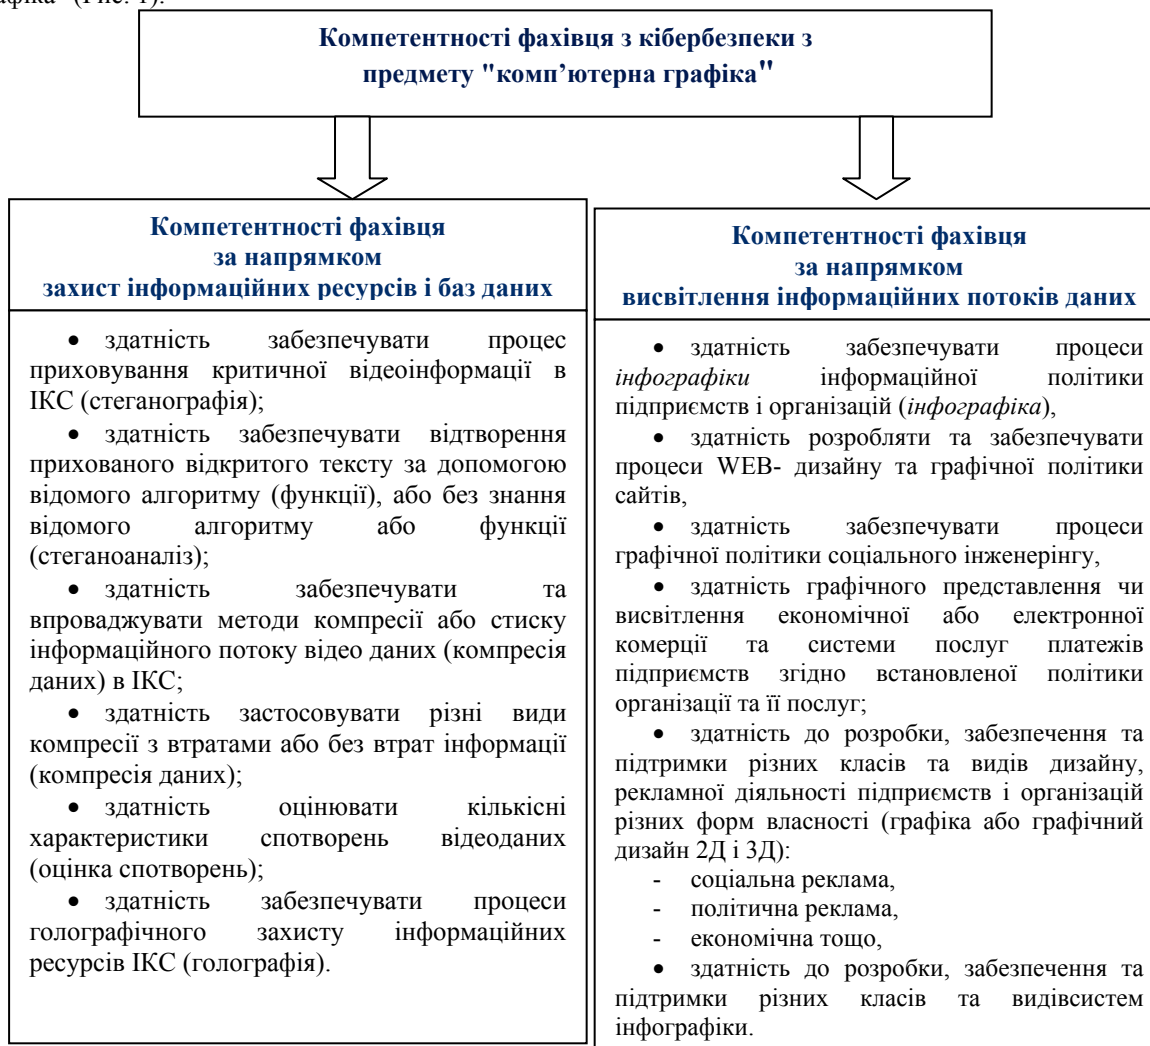 афіка" (Рис. 1).
Компетентності фахівця з кібербезпеки з
предмету "комп’ютерна графіка"
Компетентності фахівця
за напрямком
захист інформаційних ресурсів і баз даних
• здатність забезпечувати процес
приховування критичної відеоінформації в
ІКС (стеганографія);
• здатність забезпечувати відтворення
прихованого відкритого тексту за допомогою
відомого алгоритму (функції), або без знання
відомого алгоритму або функції
(стеганоаналіз);
• здатність забезпечувати та
впроваджувати методи компресії або стиску
інформаційного потоку відео даних (компресія
даних) в ІКС;
• здатність застосовувати різні види
компресії з втратами або без втрат інформації
(компресія даних);
• здатність оцінювати кількісні
характеристики спотворень відеоданих
(оцінка спотворень);
• здатність забезпечувати процеси
голографічного захисту інформаційних
ресурсів ІКС (голографія).
Компетентності фахівця
за напрямком
висвітлення інформаційних потоків даних
• здатність забезпечувати процеси
інфографіки інформаційної політики
підприємств і організацій (інфографіка),
• здатність розробляти та забезпечувати
процеси WEB- дизайну та графічної політики
сайтів,
• здатність забезпечувати процеси
графічної політики соціального інженерінгу,
• здатність графічного представлення чи
висвітлення економічної або електронної
комерції та системи послуг платежів
підприємств згідно встановленої політики
організації та її послуг;
• здатність до розробки, забезпечення та
підтримки різних класів та видів дизайну,
рекламної діяльності підприємств і організацій
різних форм власності (графіка або графічний
дизайн 2Д і 3Д):
- соціальна реклама,
- політична реклама,
- економічна тощо,
• здатність до розробки, забезпечення та
підтримки різних класів та видівсистем
інфографіки.